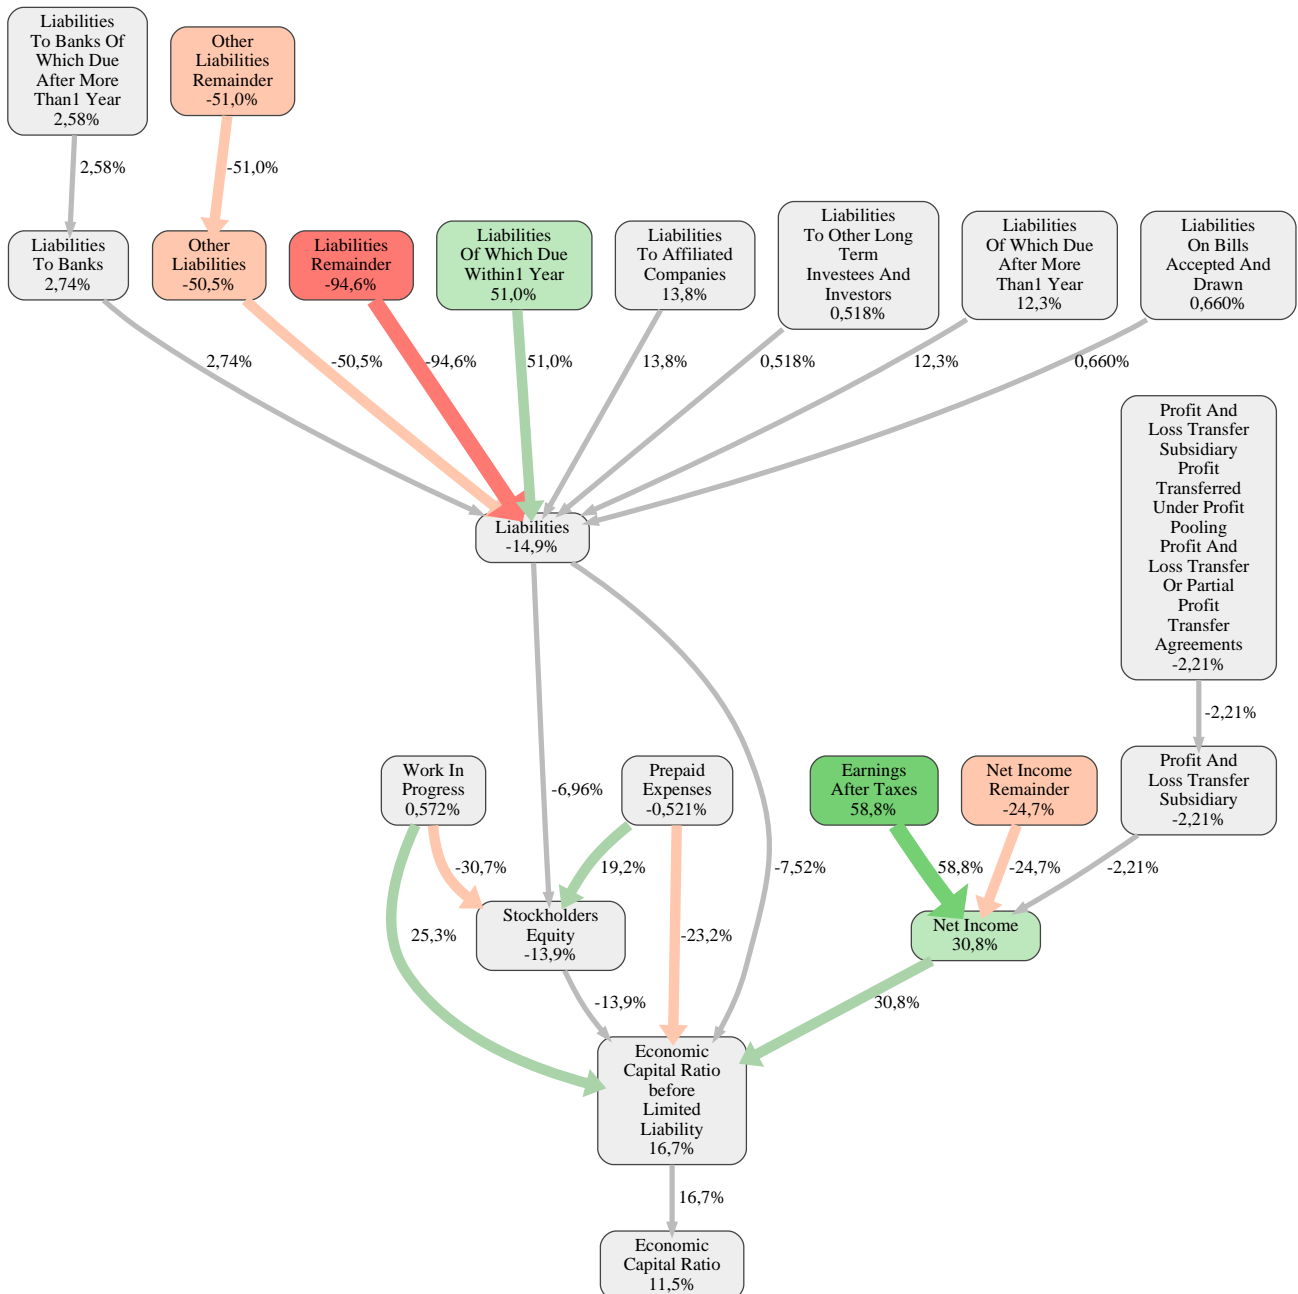 Liabilities
To Banks Of
Which Due
After More
Than1 Year
2,58%
Other
Liabilities
Remainder
-51,0%
2,58%
-51,0%
Liabilities
To Banks
2,74%
Other
Liabilities
-50,5%
Liabilities
Remainder
-94,6%
Liabilities
Of Which Due
Within1 Year
51,0%
Liabilities
To Affiliated
Companies
13,8%
Liabilities
To Other Long
Term
Investees And
Investors
0,518%
Liabilities
Of Which Due
After More
Than1 Year
12,3%
Liabilities
On Bills
Accepted And
Drawn
0,660%
2,74%
-50,5%
-94,6%
51,0%
13,8%
0,518%
12,3%
0,660%
Profit And
Loss Transfer
Subsidiary
Profit
Transferred
Under Profit
Pooling
Profit And
Loss Transfer
Or Partial
Profit
Transfer
Agreements
-2,21%
Liabilities
-14,9%
-2,21%
Work In
Progress
0,572%
Prepaid
Expenses
-0,521%
Earnings
After Taxes
58,8%
Net Income
Remainder
-24,7%
Profit And
Loss Transfer
Subsidiary
-2,21%
-6,96%
-30,7%
19,2%
-7,52%
58,8%
-24,7%
-2,21%
Stockholders
Equity
-13,9%
Net Income
30,8%
25,3%
-23,2%
-13,9%
30,8%
Economic
Capital Ratio
before
Limited
Liability
16,7%
16,7%
Economic
Capital Ratio
11,5%